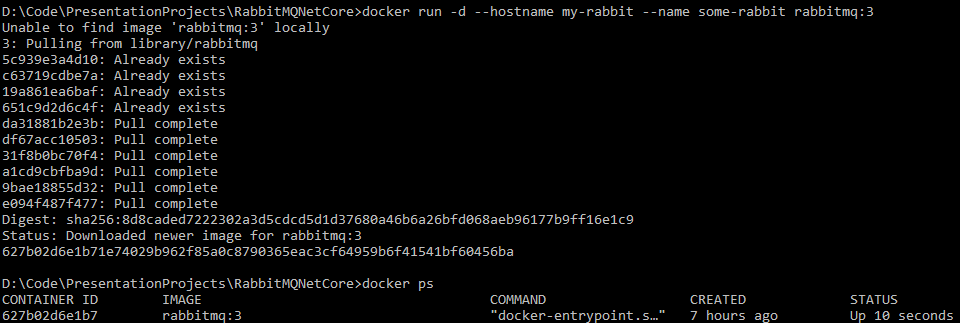 D:\Code\PresentationProjects\RabbitMQNetCore>docker run -d --hostname my-rabbit --name some-rabbit rabbitmq:3
Unable to find image 'rabbitmq:3' locally
3: Pulling from library/rabbitmq
5c939e3a4d10: Already exists
c63719cdbe7a: Already exists
19a861ea6baf: Already exists
651c9d2d6c4f: Already exists
da31881b2e3b: Pull complete
df67acc10503: Pull complete
31f8b0bc70f4: Pull complete
a1cd9cbfba9d: Pull complete
9bae18855d32: Pull complete
e094f487f477: Pull complete
Digest: sha256:8d8caded7222302a3d5cdcd5d1d37680a46b6a26bfd068aeb96177b9ff16e1c9
Status: Downloaded newer image for rabbitmq:3
627b02d6e1b71e74029b962f85a0c8790365eac3cf64959b6f41541bf60456ba
D:\Code\PresentationProjects\RabbitMQNetCore>docker ps
CONTAINER ID IMAGE COMMAND CREATED STATUS
627b02d6e1b7 rabbitmq:3 "docker-entrypoint.s…" 7 hours ago Up 10 seconds